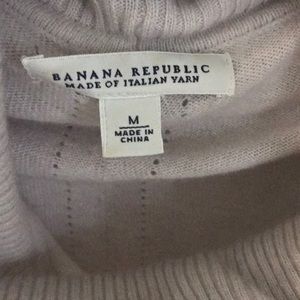 BANANA REPUBLIC
MADE OF ITALIAN YARN
M
MADE IN
CHINA